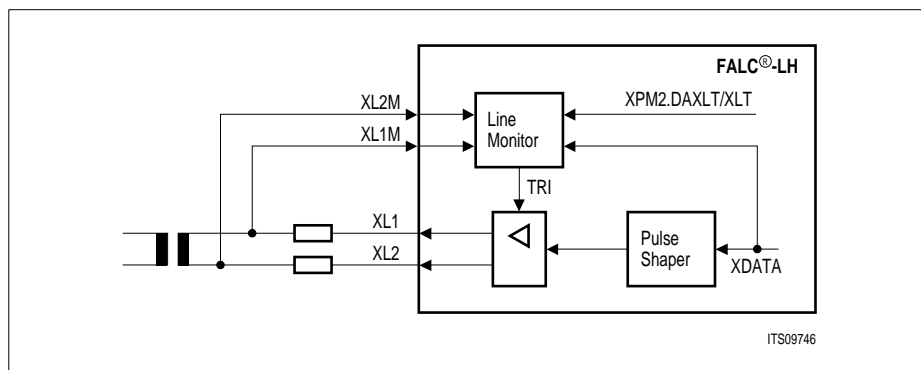 FALC®-LH
XL2M
XPM2.DAXLT/XLT
Line
Monitor
XL1M
TRI
XL1
Pulse
Shaper
XL2
XDATA
ITS09746